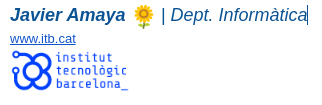 Javier Amaya 🌻 | Dept. Informàtica
www.itb.cat
institut
tecnològic
barcelona_